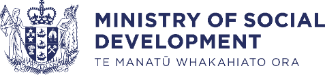 MINISTRY OF SOCIAL
DEVELOPMENT
TE MANATŪ WHAKAHIATO ORA